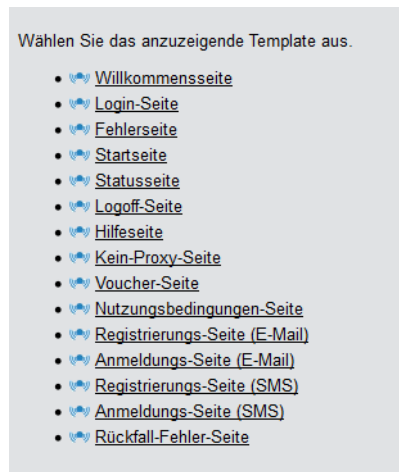 Wählen Sie das anzuzeigende Template aus.
Willkommensseite
Login-Seite
Fehlerseite
Startseite
Statusseite
Logoff-Seite
Hilfeseite
Kein-Proxy-Seite
Voucher-Seite
Nutzungsbedingungen-Seite
Registrierungs-Seite (E-Mail)
Anmeldungs-Seite (E-Mail)
Registrierungs-Seite (SMS)
Anmeldungs-Seite (SMS)
Rückfall-Fehler-Seite